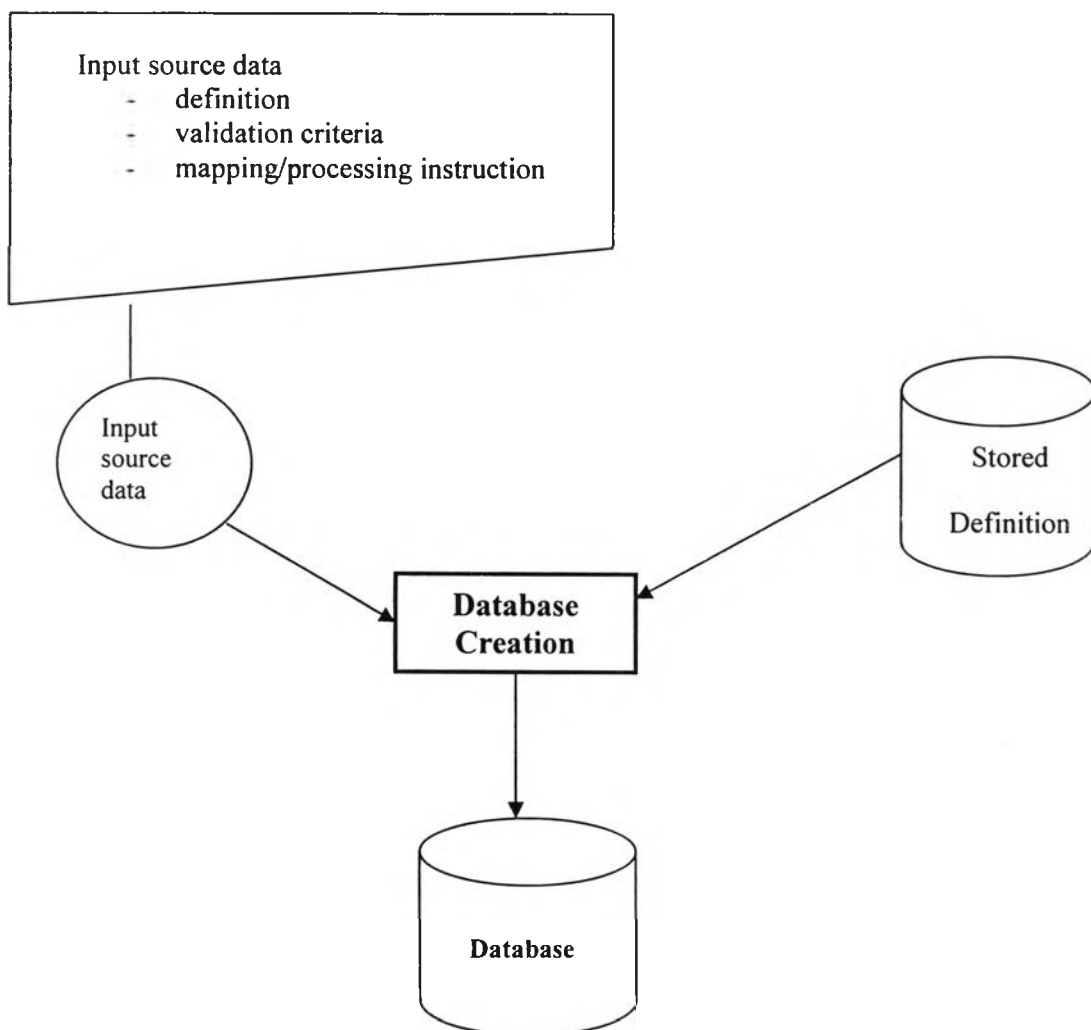 Input source data
- definition
- validation criteria
- mapping/processing instruction
Input
source
data
Stored
Definition
Database
Creation
Database